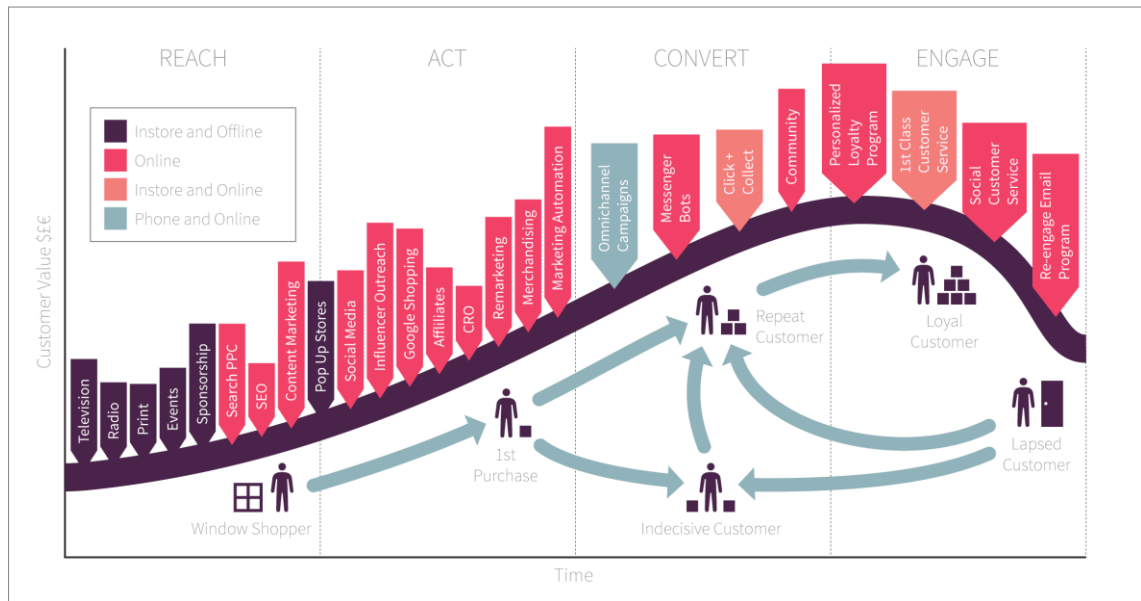 REACH
ACT
CONVERT
ENGAGE
Instore and Offline
Online
Instore and Online
Phone and Online
Customer Value $££
Television
Radio
Print
Events
Sponsorship
Search PPC
SEO
Content Marketing
Pop Up Stores
Social Media
Influencer Outreach
Google Shopping
Affliliates
CRO
Remarketing
Merchandising
Marketing Automation
Omnichannel
Campaigns
Messenger
Bots
Click +
Collect
Community
Personalized
Loyalty
Program
1st Class
Customer
Service
Social
Customer
Service
Re-engage Email
Program
Window Shopper
1st
Purchase
Repeat
Customer
Indecisive Customer
Loyal
Customer
Lapsed
Customer
Time